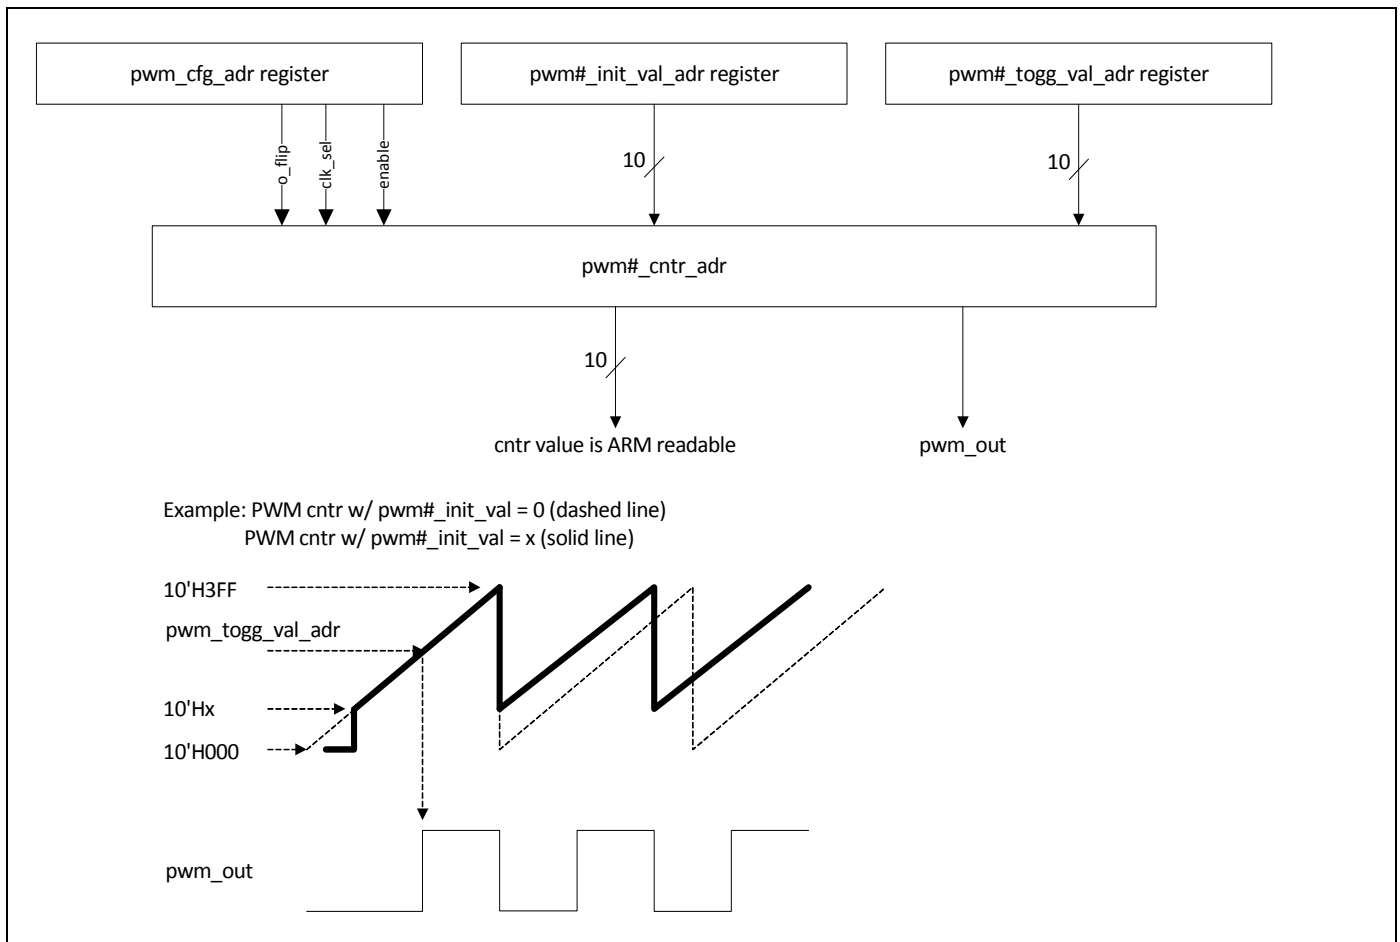 pwm_cfg_adr register
pwm#_init_val_adr register
pwm#_togg_val_adr register
o_flip
clk_sel
enable
10
10
pwm#_cntr_adr
10
cntr value is ARM readable
pwm_out
Example: PWM cntr w/ pwm#_init_val = 0 (dashed line)
PWM cntr w/ pwm#_init_val = x (solid line)
10'H3FF
pwm_togg_val_adr
10'Hx
10'H000
pwm_out